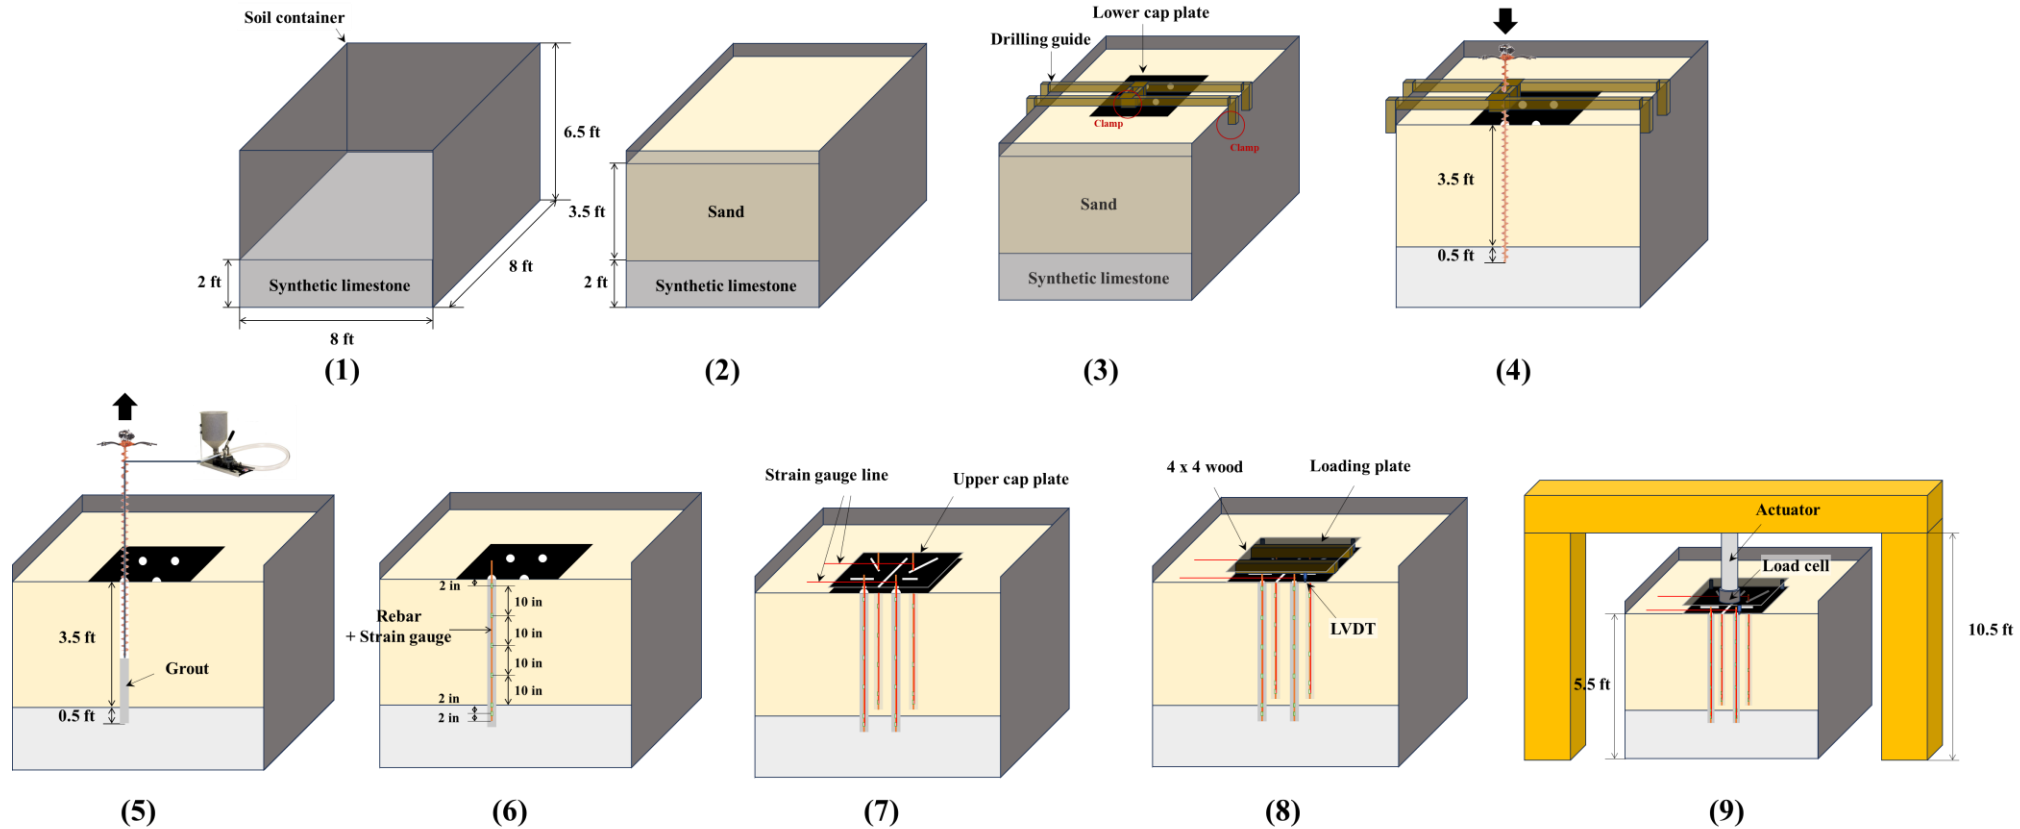 Soil container
6.5 ft
8 ft
2 ft
Synthetic limestone
8 ft
(1)
3.5 ft
Sand
2 ft
Synthetic limestone
(2)
Lower cap plate
Drilling guide
Clamp
Clamp
Sand
Synthetic limestone
(3)
3.5 ft
0.5 ft
(4)
3.5 ft
Grout
0.5 ft
(5)
2 in
10 in
Rebar
+ Strain gauge
10 in
10 in
10 in
2 in
2 in
(6)
Strain gauge line
Upper cap plate
(7)
4 x 4 wood
Loading plate
LVDT
(8)
Actuator
Load cell
10.5 ft
5.5 ft
(9)